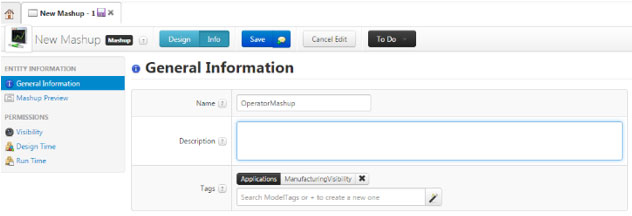 New Mashup - 1
New Mashup Mashup ? Design Info Save Cancel Edit To Do
ENTITY INFORMATION
General Information
Mashup Preview
PERMISSIONS
Visibility
Design Time
Run Time
General Information
Name ? OperatorMashup
Description ?
Tags ? Applications ManufacturingVisibility
Search ModelTags or + to create a new one